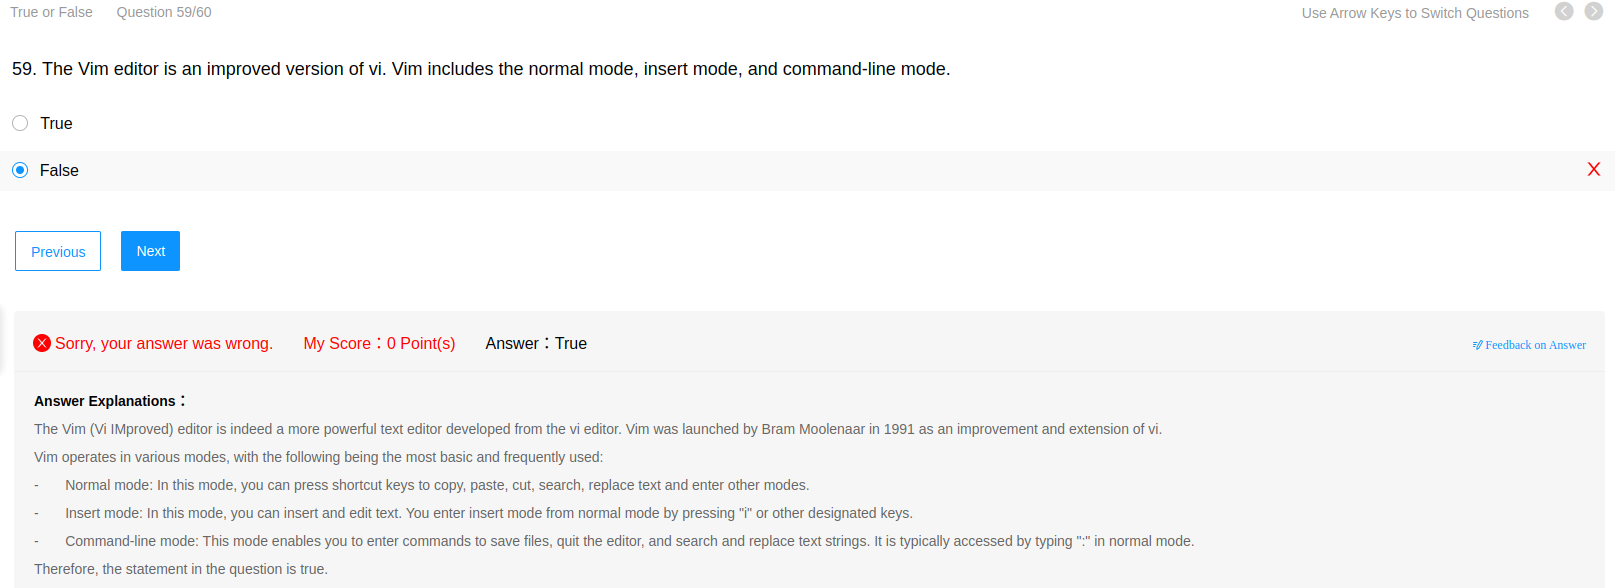 True or False Question 59/60 Use Arrow Keys to Switch Questions
59. The Vim editor is an improved version of vi. Vim includes the normal mode, insert mode, and command-line mode.
True
False
Previous Next
Sorry, your answer was wrong. My Score：0 Point(s) Answer：True Feedback on Answer
Answer Explanations：
The Vim (Vi IMproved) editor is indeed a more powerful text editor developed from the vi editor. Vim was launched by Bram Moolenaar in 1991 as an improvement and extension of vi.
Vim operates in various modes, with the following being the most basic and frequently used:
- Normal mode: In this mode, you can press shortcut keys to copy, paste, cut, search, replace text and enter other modes.
- Insert mode: In this mode, you can insert and edit text. You enter insert mode from normal mode by pressing "i" or other designated keys.
- Command-line mode: This mode enables you to enter commands to save files, quit the editor, and search and replace text strings. It is typically accessed by typing ":" in normal mode.
Therefore, the statement in the question is true.